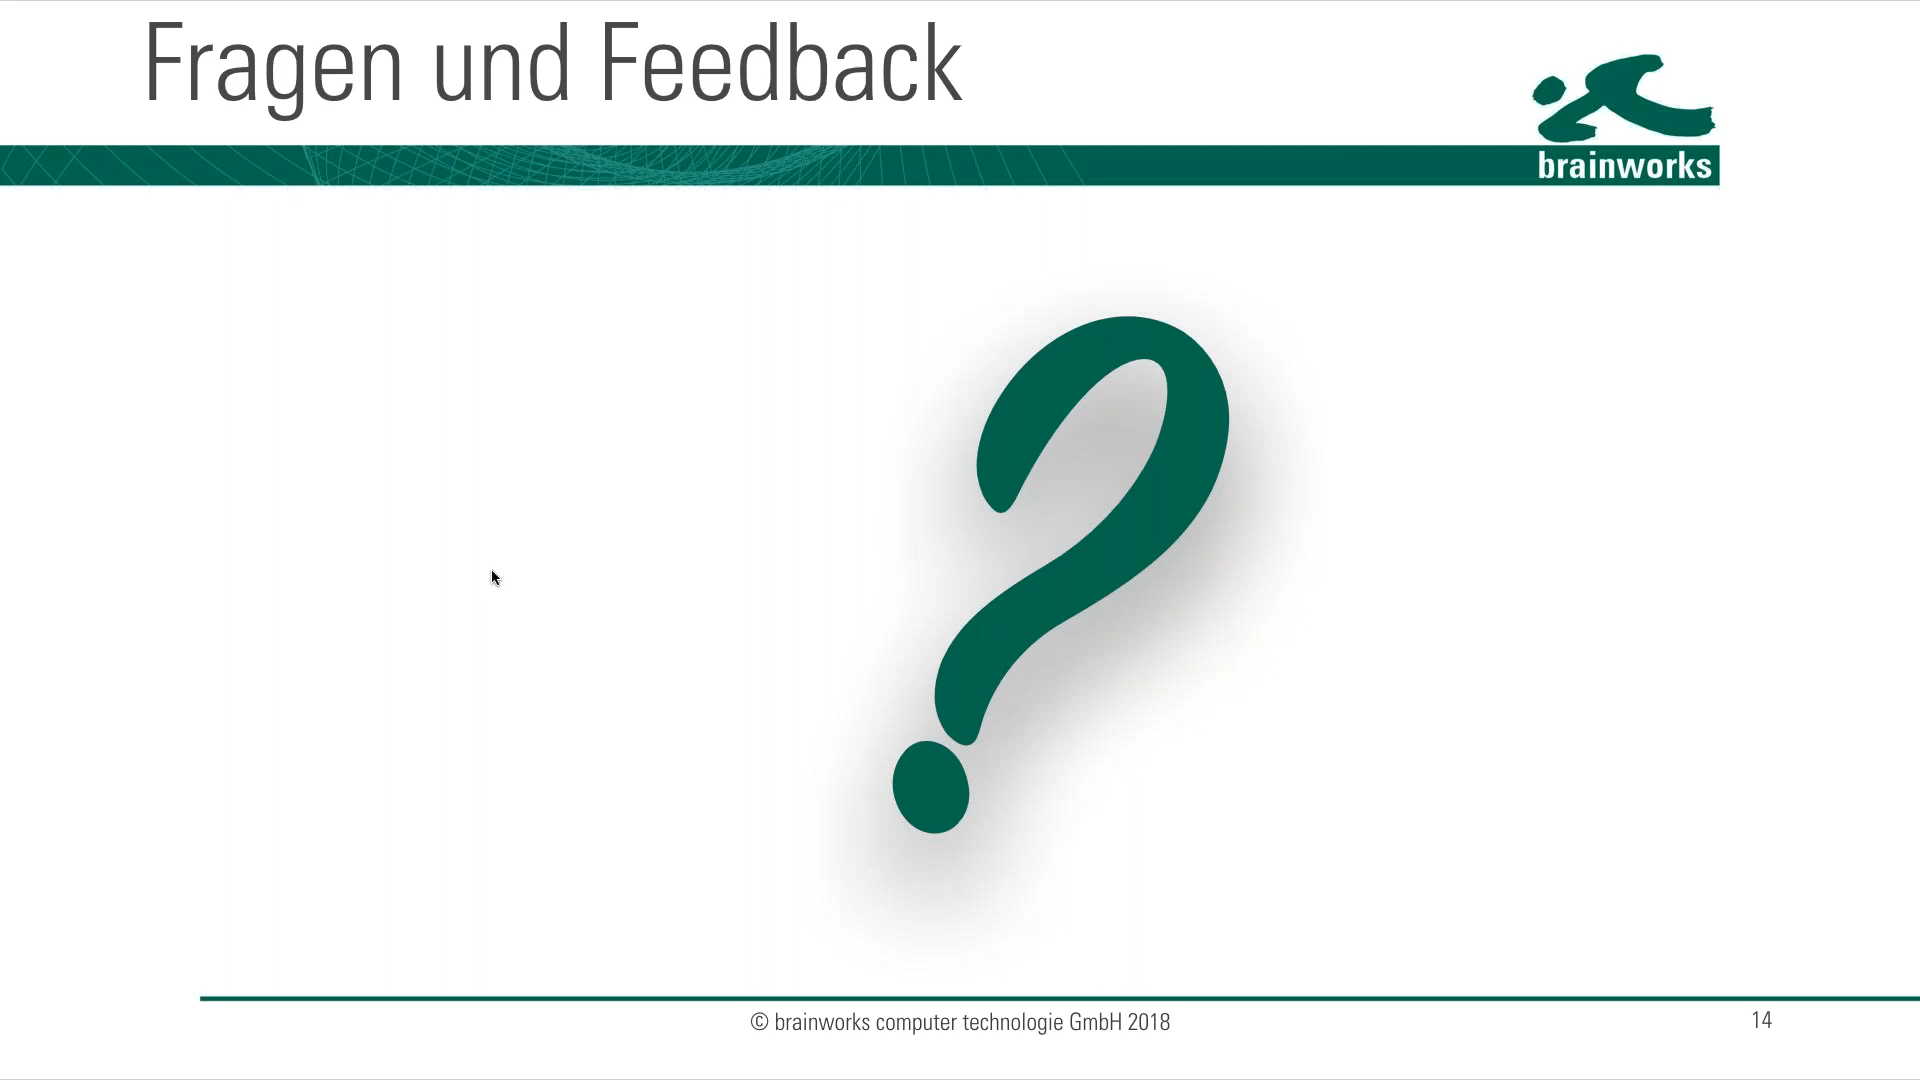 Fragen und Feedback
brainworks
?
© brainworks computer technologie GmbH 2018
14